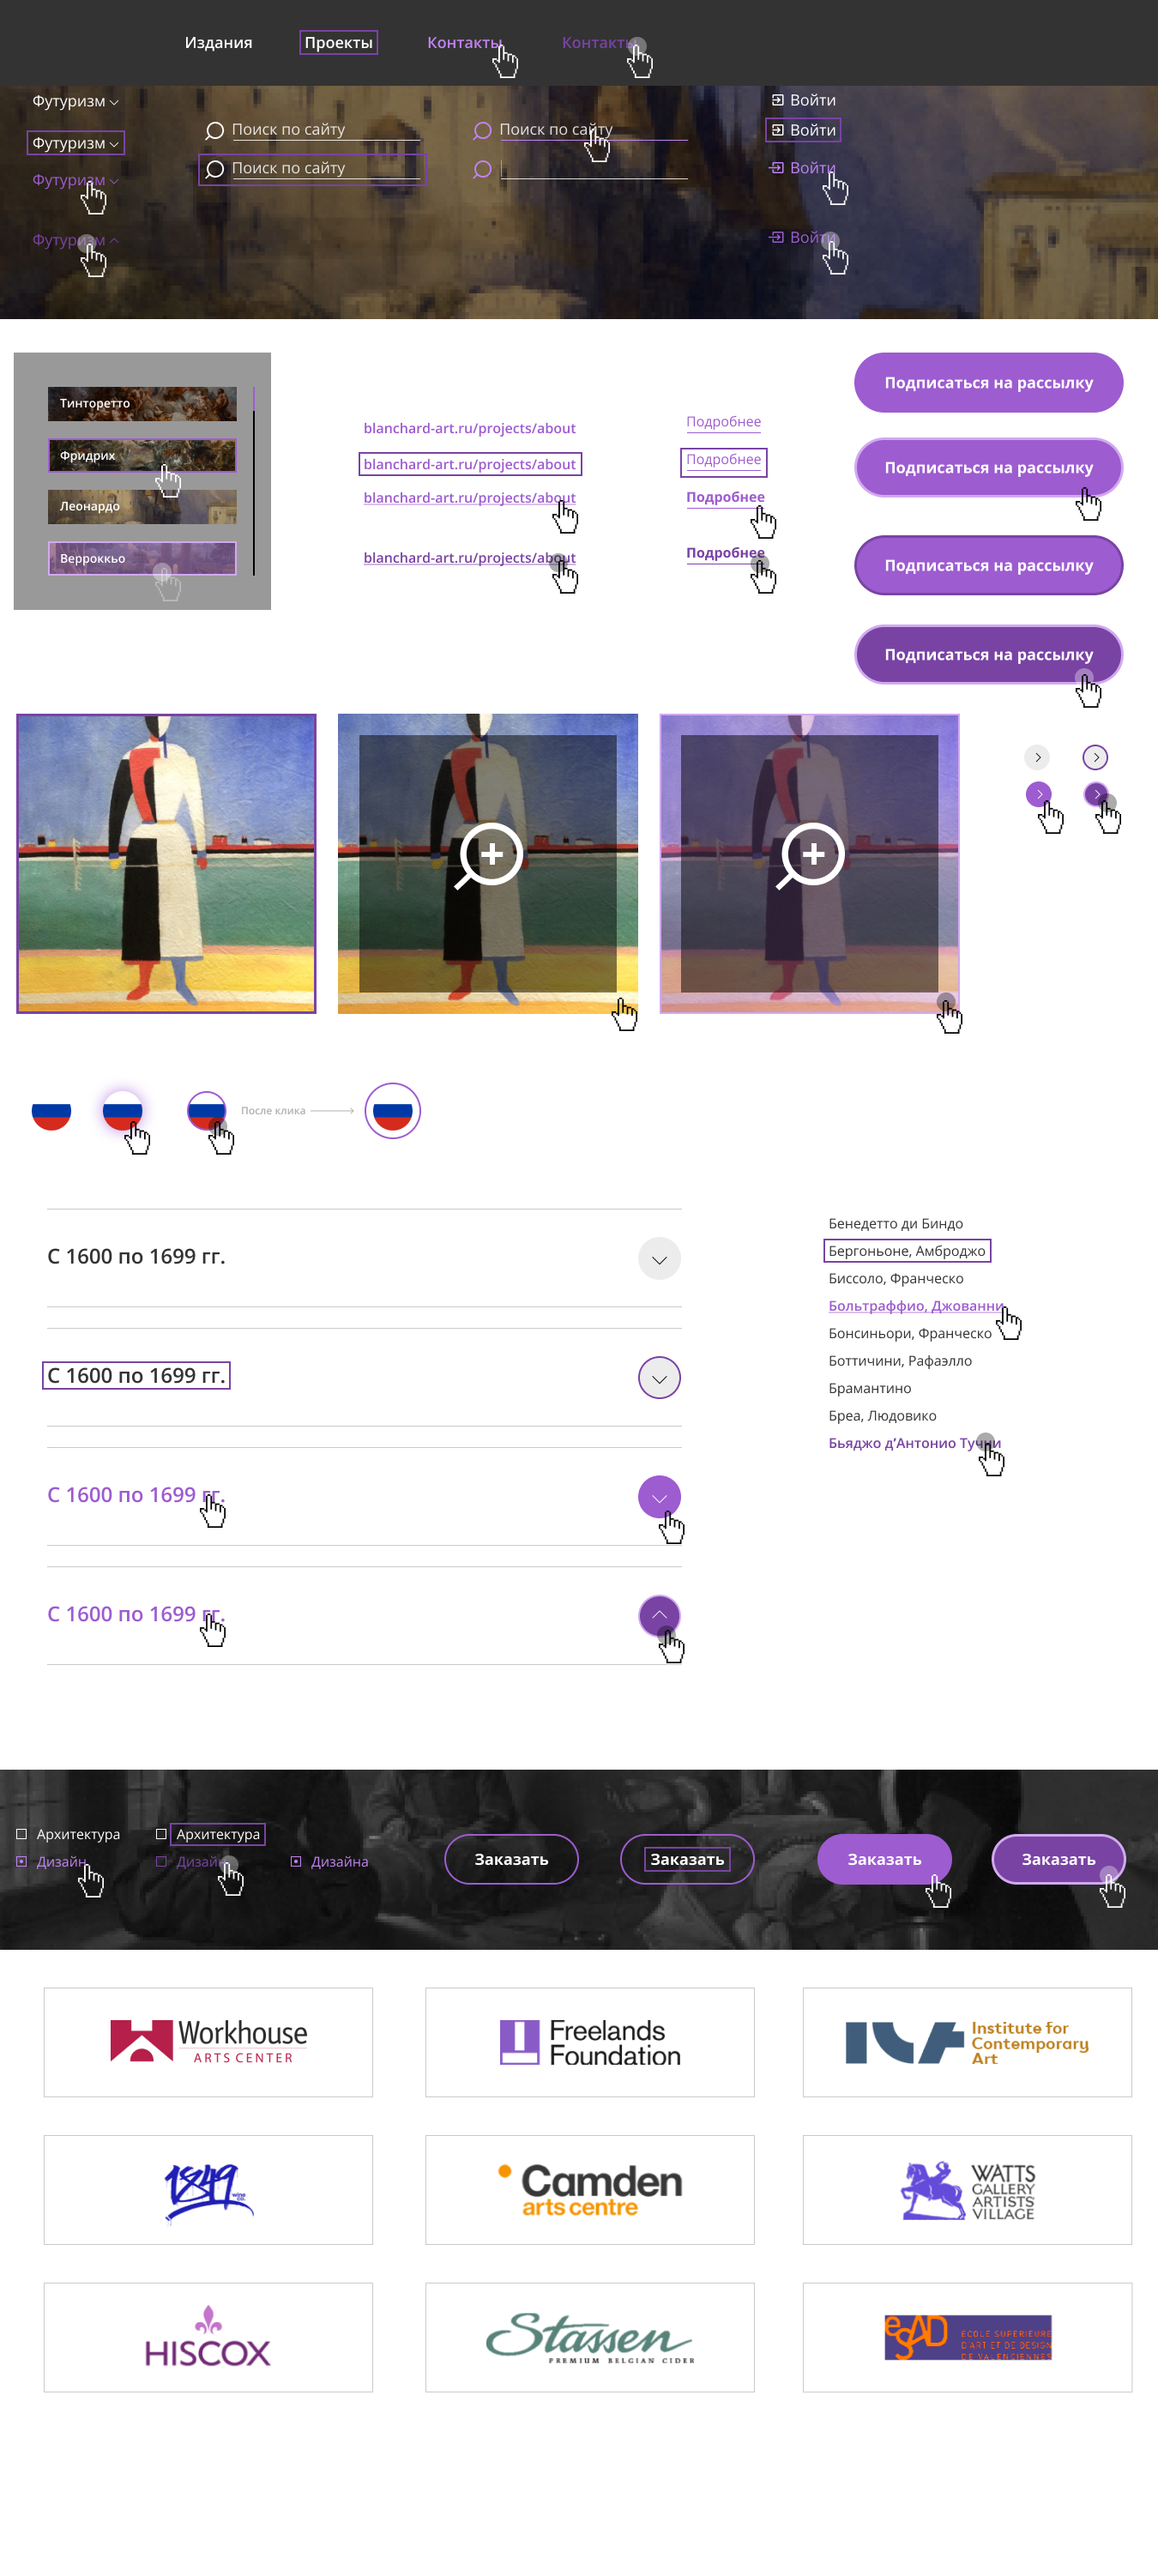 Издания Проекты Контакты Контакты
Футуризм
Футуризм
Футуризм
Футуризм
Поиск по сайту
Поиск по сайту
Поиск по сайту
Войти
Войти
Войти
Войти
Тинторетто
Фридрих
Леонардо
Верроккьо
blanchard-art.ru/projects/about
blanchard-art.ru/projects/about
blanchard-art.ru/projects/about
blanchard-art.ru/projects/about
Подробнее
Подробнее
Подробнее
Подробнее
Подписаться на рассылку
Подписаться на рассылку
Подписаться на рассылку
Подписаться на рассылку
После клика
С 1600 по 1699 гг.
С 1600 по 1699 гг.
С 1600 по 1699 гг.
С 1600 по 1699 гг.
Бенедетто ди Биндо
Бергоньоне, Амброджо
Биссоло, Франческо
Больтраффио, Джованни
Бонсиньори, Франческо
Боттичини, Рафаэлло
Брамантино
Бреа, Людовико
Бьяджо д’Антонио Туччи
Архитектура Архитектура
Дизайн Дизайн Дизайна
Заказать Заказать Заказать Заказать
Workhouse
ARTS CENTER
Freelands
Foundation
Institute for
Contemporary
Art
1849
wine
co.
Camden
arts centre
WATTS
GALLERY
ARTISTS
VILLAGE
HISCOX
Stassen
PREMIUM BELGIAN CIDER
eSAD
ECOLE SUPERIEURE
D'ART ET DE DESIGN
DE VALENCIENNES